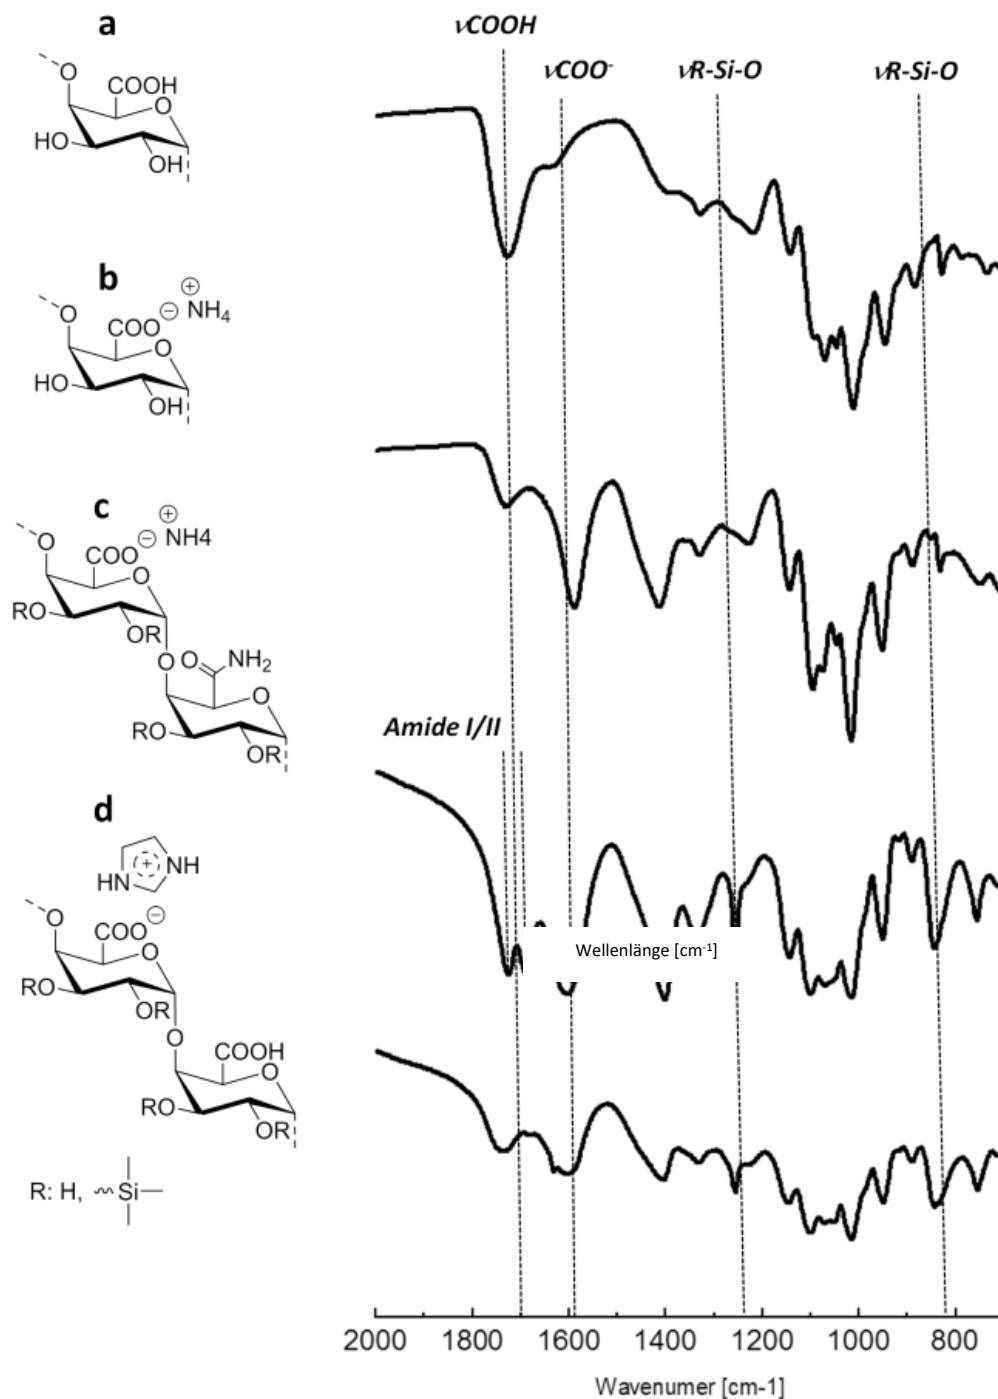 a
νCOOH
νCOO⁻
νR-Si-O
νR-Si-O
O
COOH
O
HO
OH
b
O
COO⊖
⊕
NH₄
O
HO
OH
c
O
COO⊖
⊕
NH4
O
RO
OR
O
O
NH₂
O
RO
OR
Amide I/II
d
⊕
NH
HN
O
COO⊖
O
RO
OR
O
COOH
O
RO
OR
Wellenlänge [cm⁻¹]
R: H,
Si
2000 1800 1600 1400 1200 1000 800
Wavenumer [cm-1]